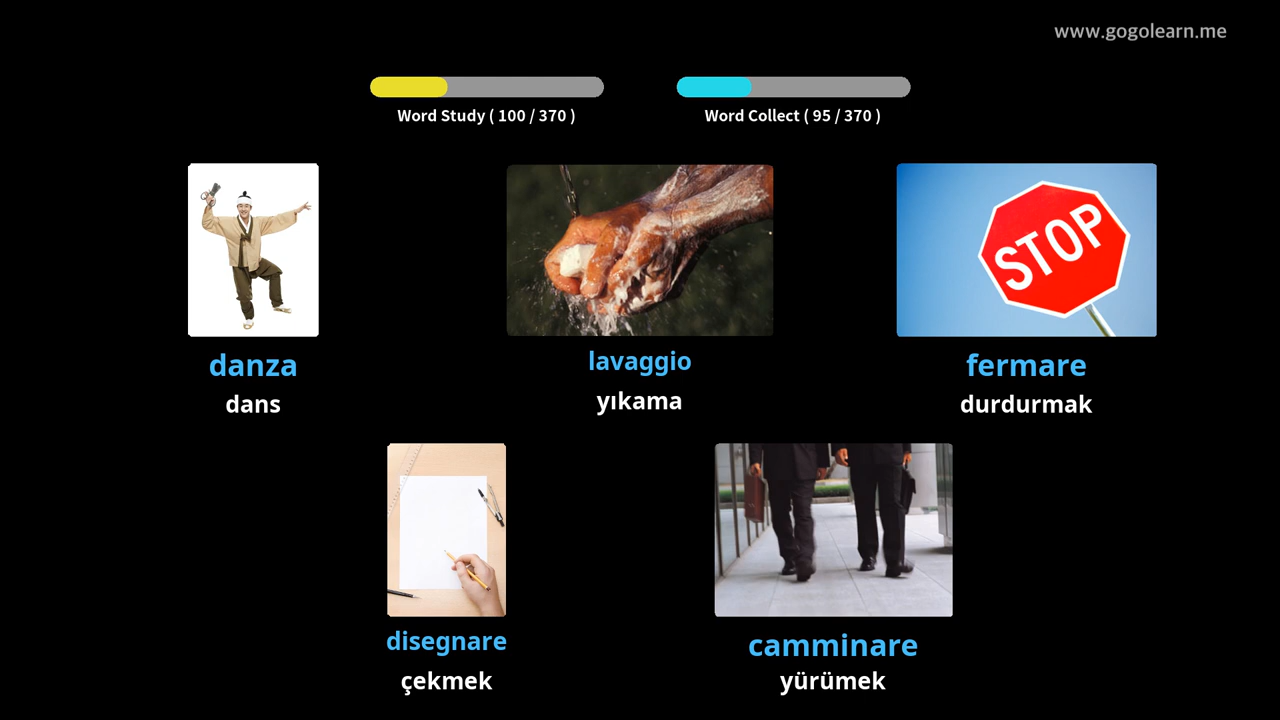 www.gogolearn.me
Word Study ( 100 / 370 )
Word Collect ( 95 / 370 )
STOP
danza
dans
lavaggio
yıkama
fermare
durdurmak
disegnare
çekmek
camminare
yürümek